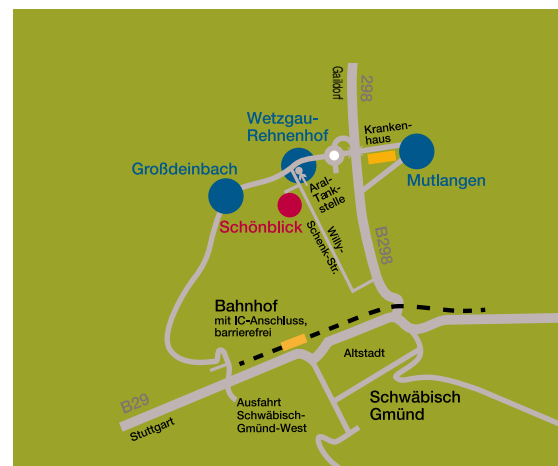 Gaildorf
298
Wetzgau-
Rehnenhof
Kranken-
haus
Großdeinbach
Mutlangen
Aral-
Tank-
stelle
Schönblick
Willy-
Schenk-Str.
B298
Bahnhof
mit IC-Anschluss,
barrierefrei
Altstadt
B29
Stuttgart
Ausfahrt
Schwäbisch-
Gmünd-West
Schwäbisch
Gmünd